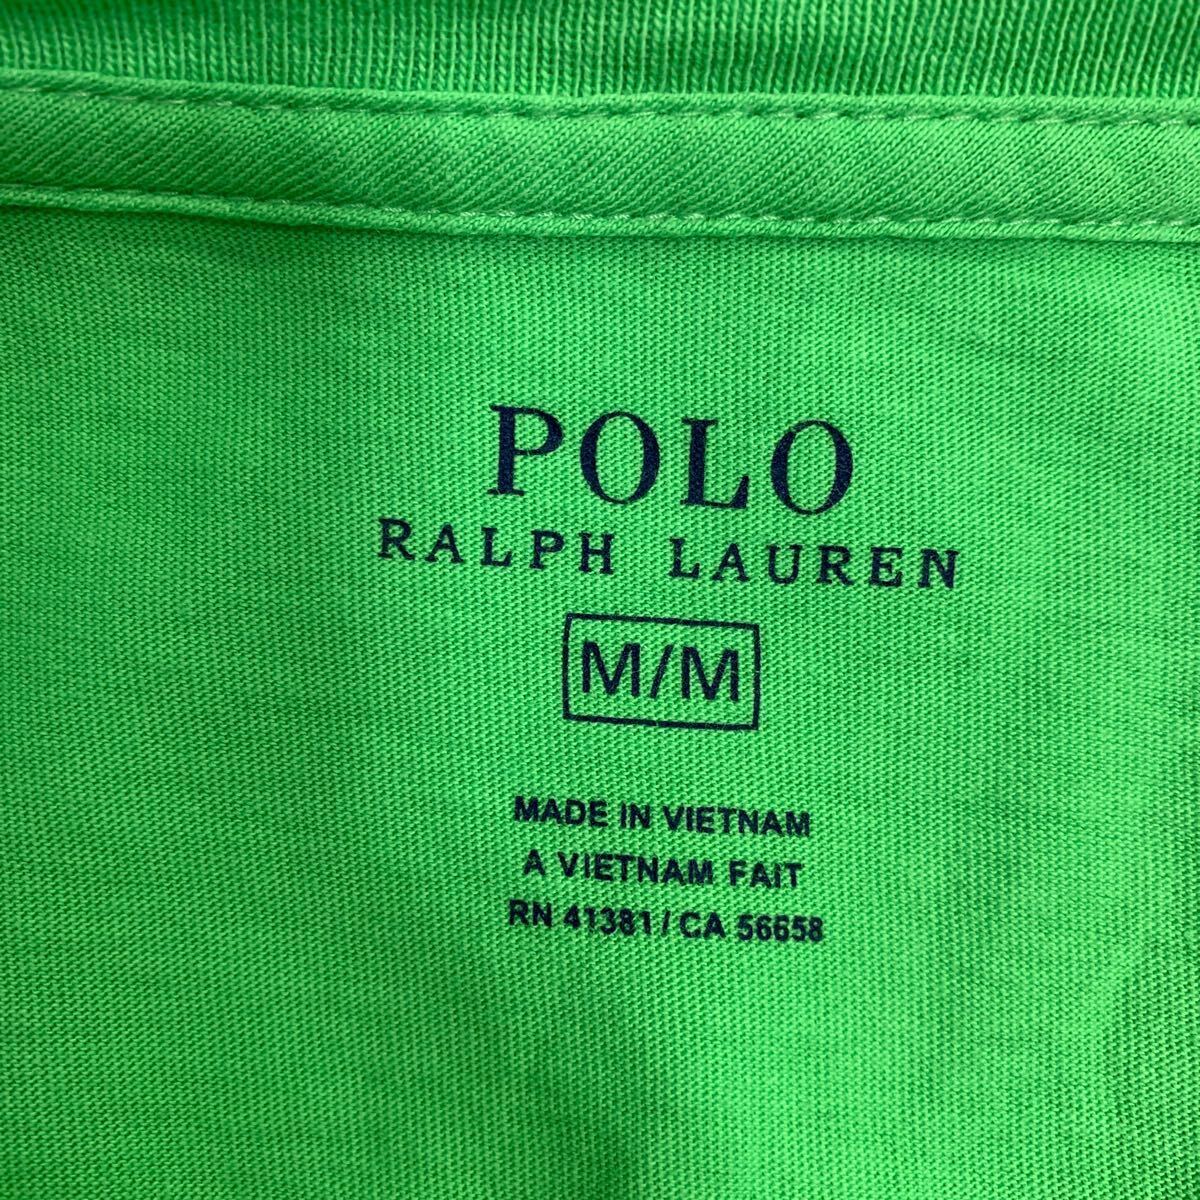 POLO
RALPH LAUREN
M/M
MADE IN VIETNAM
A VIETNAM FAIT
RN 41381 / CA 56658